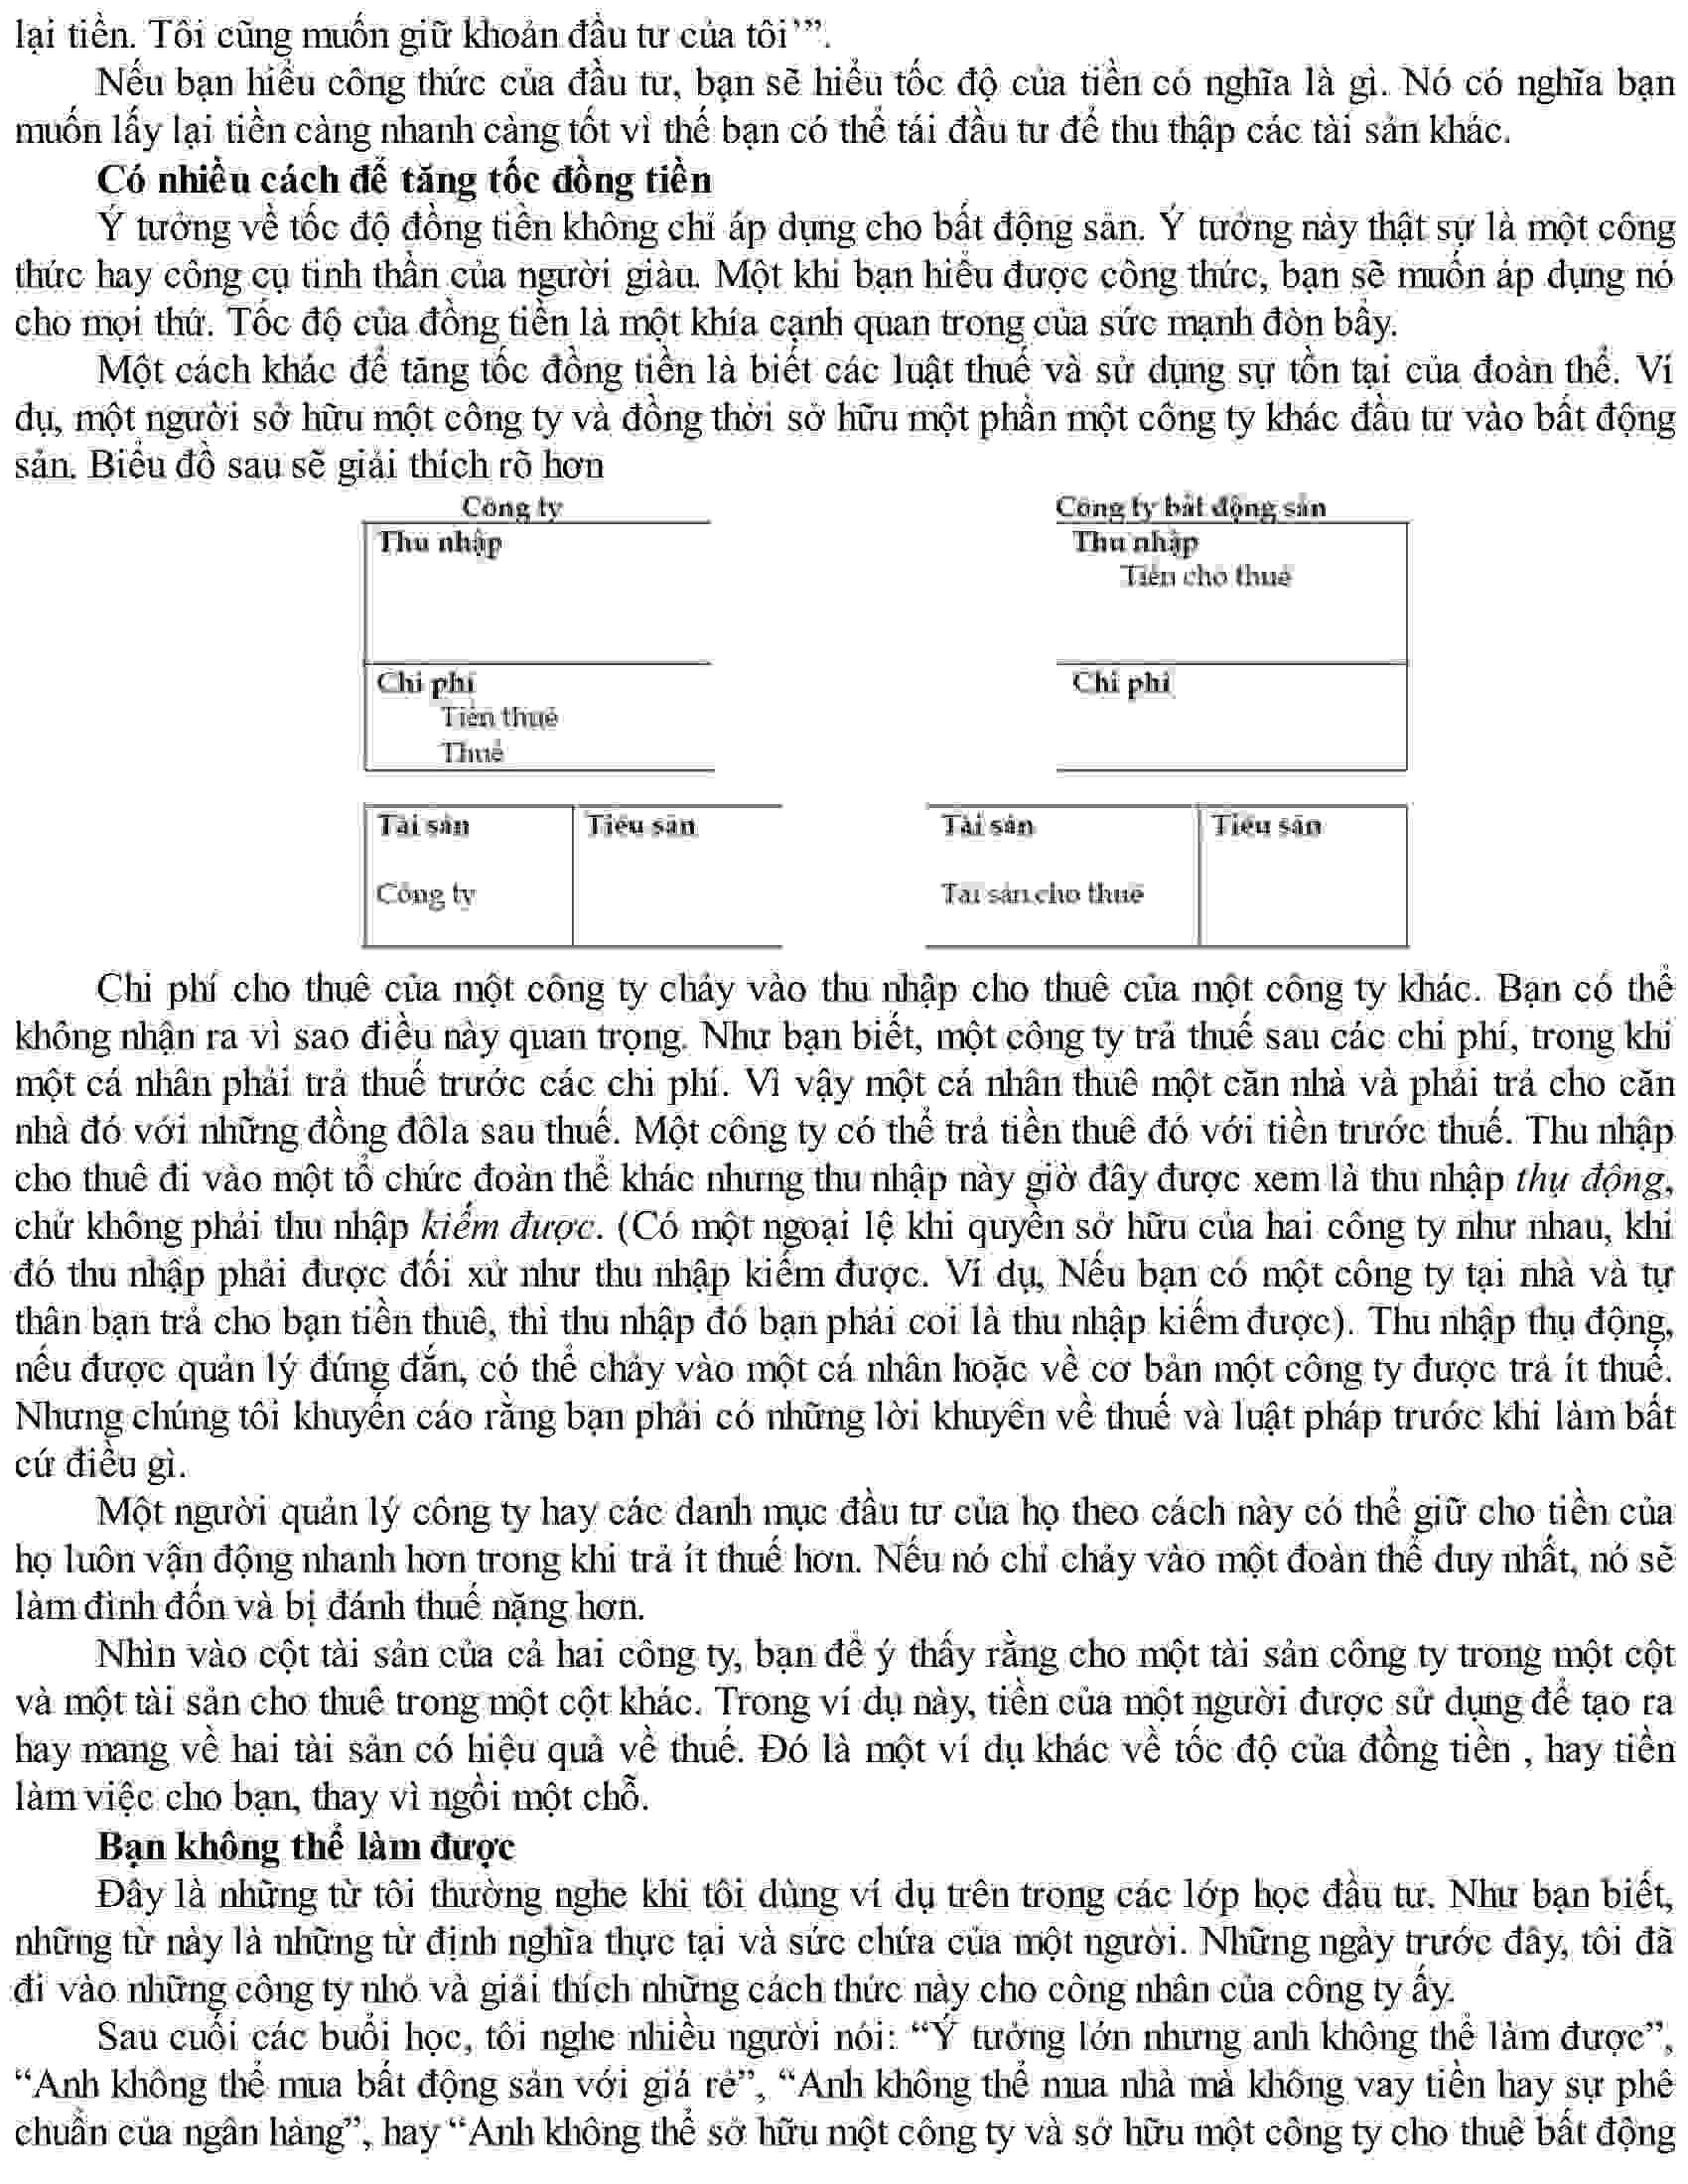 lại tiền. Tôi cũng muốn giữ khoản đầu tư của tôi’”.
Nếu bạn hiểu công thức của đầu tư, bạn sẽ hiểu tốc độ của tiền có nghĩa là gì. Nó có nghĩa bạn
muốn lấy lại tiền càng nhanh càng tốt vì thế bạn có thể tái đầu tư để thu thập các tài sản khác.
Có nhiều cách để tăng tốc đồng tiền
Ý tưởng về tốc độ đồng tiền không chỉ áp dụng cho bất động sản. Ý tưởng này thật sự là một công
thức hay công cụ tinh thần của người giàu. Một khi bạn hiểu được công thức, bạn sẽ muốn áp dụng nó
cho mọi thứ. Tốc độ của đồng tiền là một khía cạnh quan trong của sức mạnh đòn bẩy.
Một cách khác để tăng tốc đồng tiền là biết các luật thuế và sử dụng sự tồn tại của đoàn thể. Ví
dụ, một người sở hữu một công ty và đồng thời sở hữu một phần một công ty khác đầu tư vào bất động
sản. Biểu đồ sau sẽ giải thích rõ hơn
Công ty
Thu nhập
Chi phí
Tiền thuê
Thuế
Công ty bất động sản
Thu nhập
Tiền cho thuê
Chi phí
Tài sản
Tiêu sản
Công ty
Tài sản
Tiêu sản
Tài sản cho thuê
Chi phí cho thuê của một công ty chảy vào thu nhập cho thuê của một công ty khác. Bạn có thể
không nhận ra vì sao điều này quan trọng. Như bạn biết, một công ty trả thuế sau các chi phí, trong khi
một cá nhân phải trả thuế trước các chi phí. Vì vậy một cá nhân thuê một căn nhà và phải trả cho căn
nhà đó với những đồng đôla sau thuế. Một công ty có thể trả tiền thuê đó với tiền trước thuế. Thu nhập
cho thuê đi vào một tổ chức đoàn thể khác nhưng thu nhập này giờ đây được xem là thu nhập thụ động,
chứ không phải thu nhập kiếm được. (Có một ngoại lệ khi quyền sở hữu của hai công ty như nhau, khi
đó thu nhập phải được đối xử như thu nhập kiếm được. Ví dụ, Nếu bạn có một công ty tại nhà và tự
thân bạn trả cho bạn tiền thuê, thì thu nhập đó bạn phải coi là thu nhập kiếm được). Thu nhập thụ động,
nếu được quản lý đúng đắn, có thể chảy vào một cá nhân hoặc về cơ bản một công ty được trả ít thuế.
Nhưng chúng tôi khuyến cáo rằng bạn phải có những lời khuyên về thuế và luật pháp trước khi làm bất
cứ điều gì.
Một người quản lý công ty hay các danh mục đầu tư của họ theo cách này có thể giữ cho tiền của
họ luôn vận động nhanh hơn trong khi trả ít thuế hơn. Nếu nó chỉ chảy vào một đoàn thể duy nhất, nó sẽ
làm đình đốn và bị đánh thuế nặng hơn.
Nhìn vào cột tài sản của cả hai công ty, bạn để ý thấy rằng cho một tài sản công ty trong một cột
và một tài sản cho thuê trong một cột khác. Trong ví dụ này, tiền của một người được sử dụng để tạo ra
hay mang về hai tài sản có hiệu quả về thuế. Đó là một ví dụ khác về tốc độ của đồng tiền , hay tiền
làm việc cho bạn, thay vì ngồi một chỗ.
Bạn không thể làm được
Đây là những từ tôi thường nghe khi tôi dùng ví dụ trên trong các lớp học đầu tư. Như bạn biết,
những từ này là những từ định nghĩa thực tại và sức chứa của một người. Những ngày trước đây, tôi đã
đi vào những công ty nhỏ và giải thích những cách thức này cho công nhân của công ty ấy.
Sau cuối các buổi học, tôi nghe nhiều người nói: “Ý tưởng lớn nhưng anh không thể làm được”,
“Anh không thể mua bất động sản với giá rẻ”, “Anh không thể mua nhà mà không vay tiền hay sự phê
chuẩn của ngân hàng”, hay “Anh không thể sở hữu một công ty và sở hữu một công ty cho thuê bất động